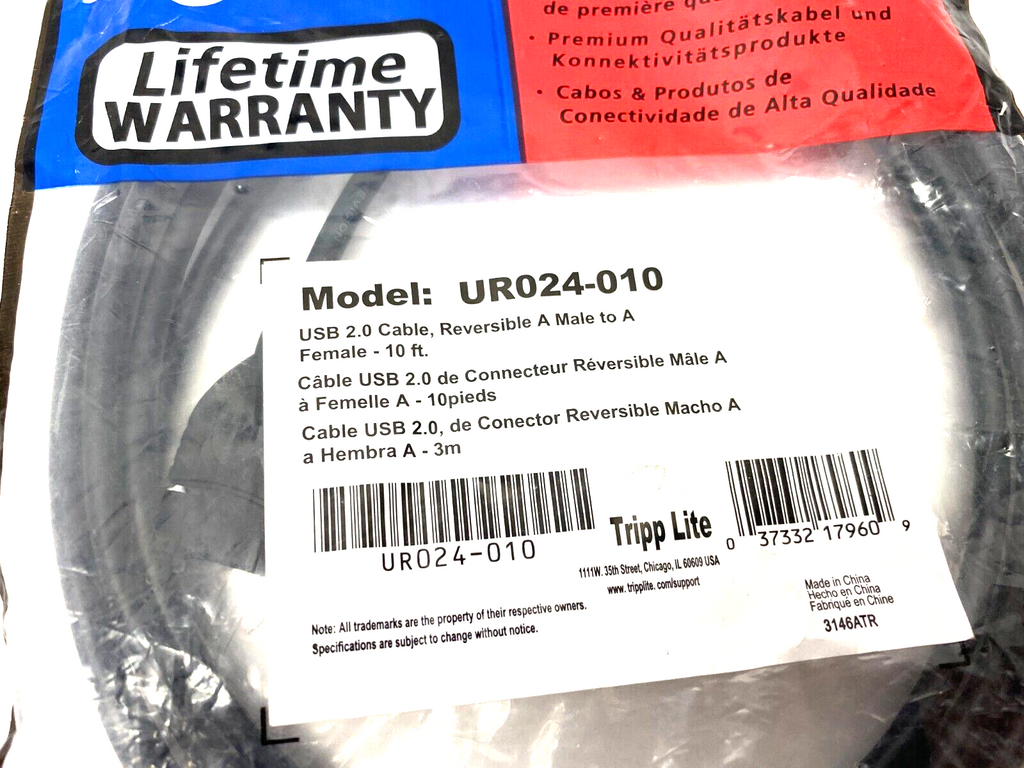 Lifetime
WARRANTY
de première
• Premium Qualitätskabel und
Konnektivitätsprodukte
• Cabos & Produtos de
Conectividade de Alta Qualidade
Model: UR024-010
USB 2.0 Cable, Reversible A Male to A
Female - 10 ft.
Câble USB 2.0 de Connecteur Réversible Mâle A
à Femelle A - 10pieds
Cable USB 2.0, de Conector Reversible Macho A
a Hembra A - 3m
UR024-010
Tripp Lite
1111W. 35th Street, Chicago, IL 60609 USA
www.tripplite.com/support
0 37332 17960 9
Note: All trademarks are the property of their respective owners.
Specifications are subject to change without notice.
Made in China
Hecho en China
Fabriqué en Chine
3146ATR